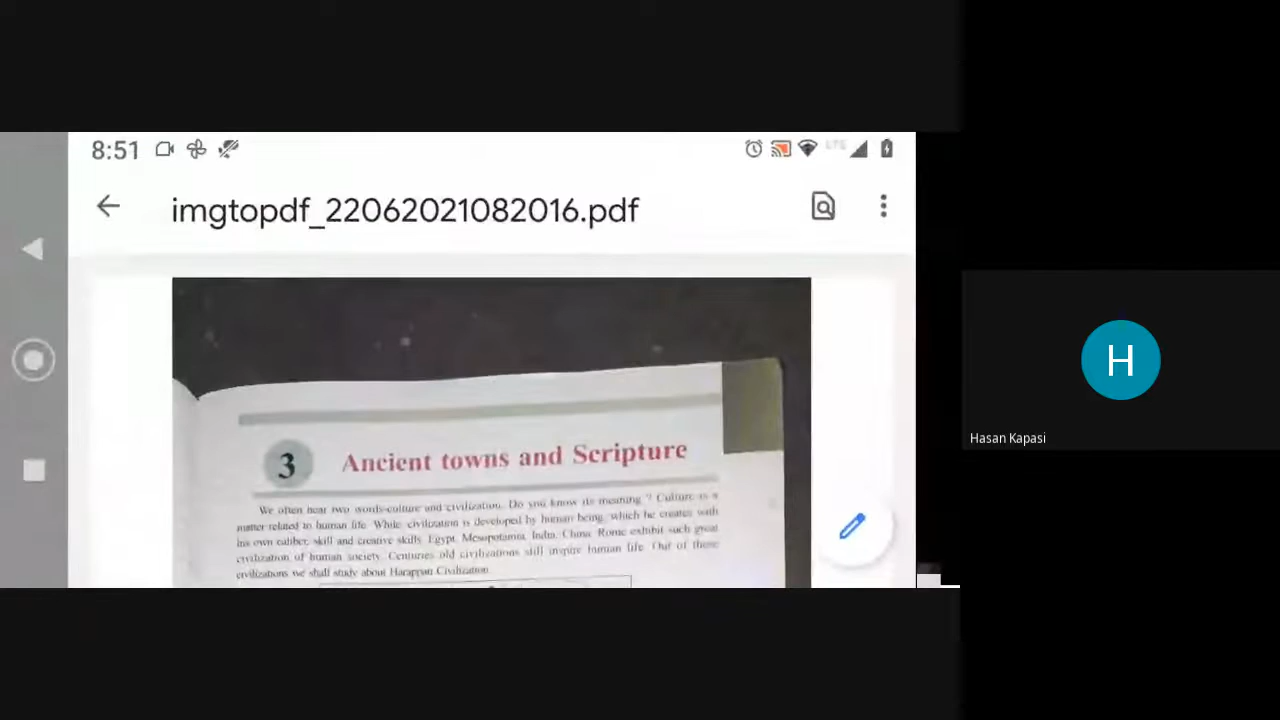 8:51
LTE
imgtopdf_22062021082016.pdf
3 Ancient towns and Scripture
We often hear two words-culture and civilization. Do you know its meaning ? Culture is a
matter related to human life. While civilization is developed by human being, which he creates with
his own caliber, skill and creative skills. Egypt, Mesopotamia, India, China, Rome exhibit such great
civilization of human society. Centuries old civilizations still inspire human life. Out of these
civilizations we shall study about Harappan Civilization.
H
Hasan Kapasi